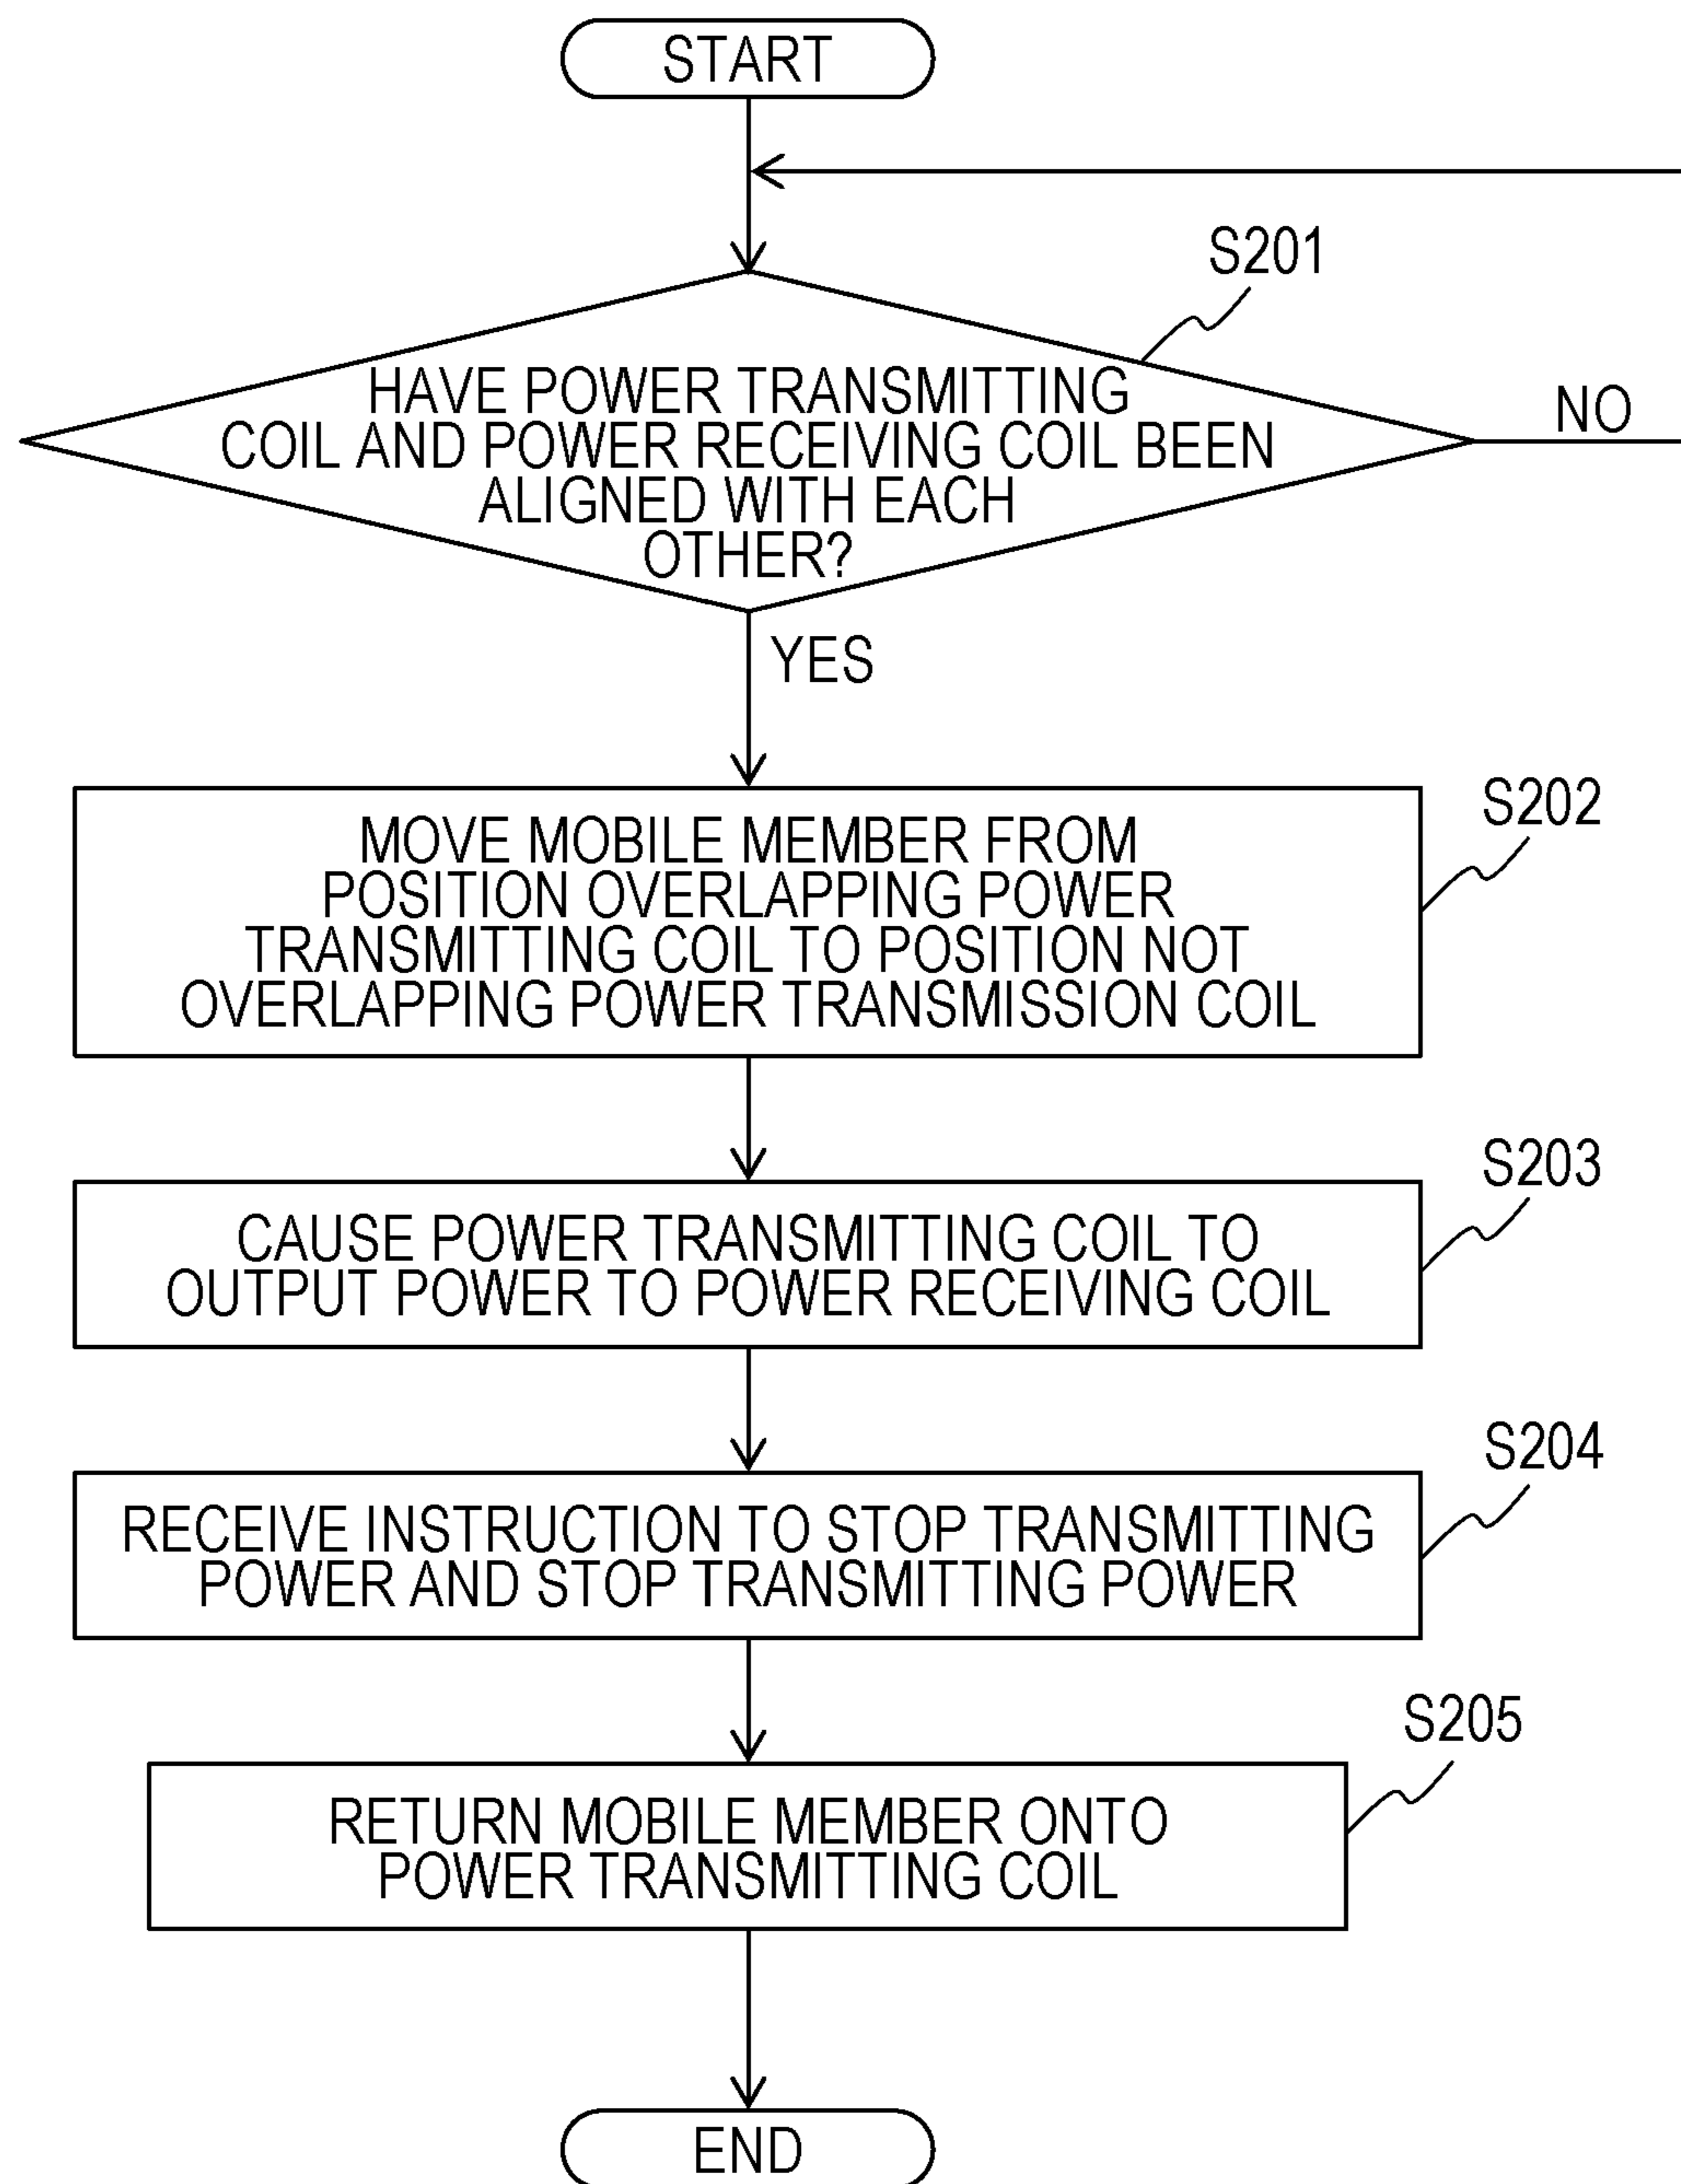 START
S201
HAVE POWER TRANSMITTING
COIL AND POWER RECEIVING COIL BEEN
ALIGNED WITH EACH
OTHER?
NO
YES
S202
MOVE MOBILE MEMBER FROM
POSITION OVERLAPPING POWER
TRANSMITTING COIL TO POSITION NOT
OVERLAPPING POWER TRANSMISSION COIL
S203
CAUSE POWER TRANSMITTING COIL TO
OUTPUT POWER TO POWER RECEIVING COIL
S204
RECEIVE INSTRUCTION TO STOP TRANSMITTING
POWER AND STOP TRANSMITTING POWER
S205
RETURN MOBILE MEMBER ONTO
POWER TRANSMITTING COIL
END